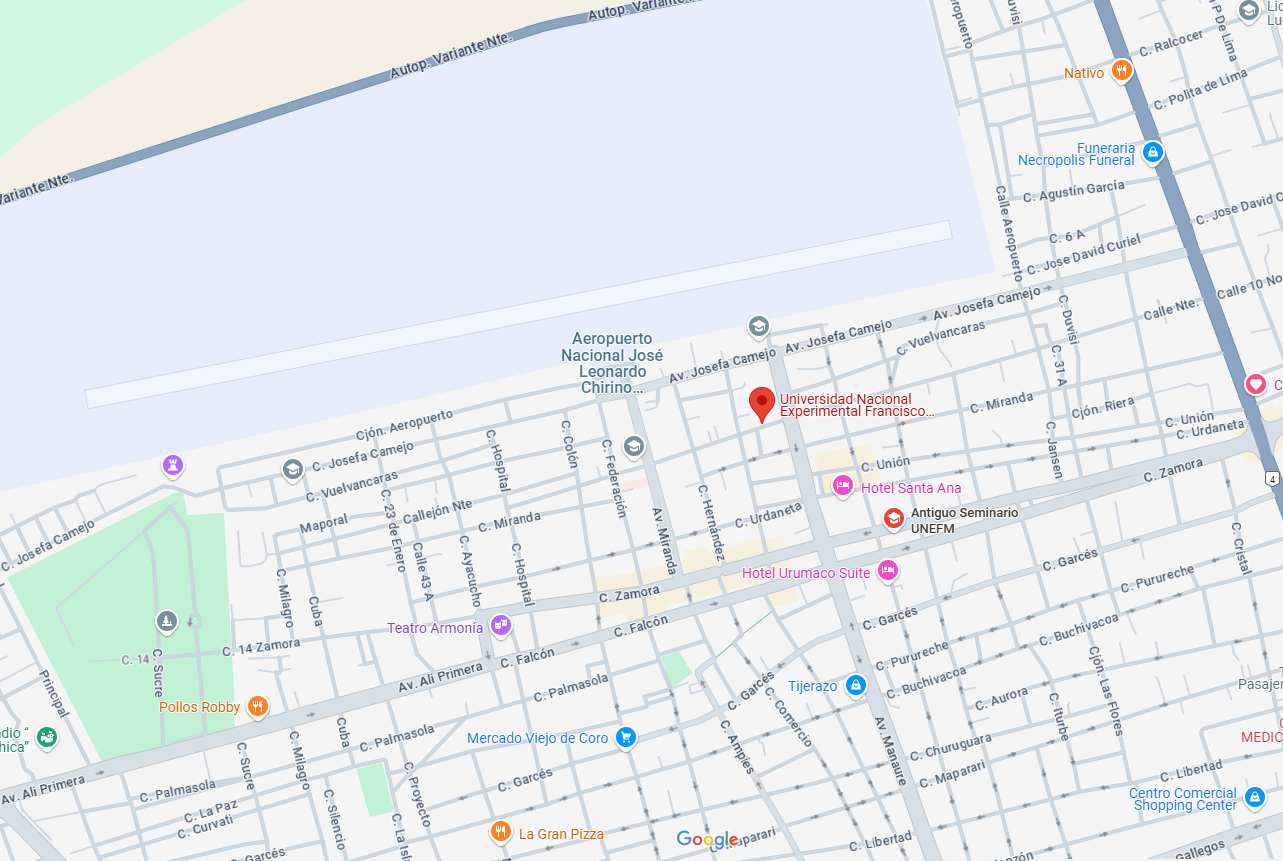 Autop. Variante Nte.
Autop. Variante Nte.
Variante Nte.
Aeropuerto
Duvisi
P De Lima
C. Ralcocer
Nativo
C. Polita de Lima
Funeraria
Necropolis Funeral
C. Agustín García
Calle Aeropuerto
C. Jose David C
C. 6 A
C. Jose David Curiel
Calle 10 No
Calle Nte.
Av. Josefa Camejo
Av. Josefa Camejo
Av. Josefa Camejo
C. Duvisi
C. Vuelvancaras
Aeropuerto
Nacional José
Leonardo
Chirino...
C. 31 A
Universidad Nacional
Experimental Francisco...
C. Miranda
Cjón. Riera
C. Unión
C. Urdaneta
Cjón. Aeropuerto
C. Josefa Camejo
C. Hospital
C. Colón
C. Federación
C. Jansen
C. Unión
C. Zamora
4
C. Vuelvancaras
Hotel Santa Ana
C. 23 de Enero
Callejón Nte
Maporal
C. Miranda
C. Hernández
C. Urdaneta
Av. Miranda
Antiguo Seminario
UNEFM
C. Josefa Camejo
Calle 43 A
C. Ayacucho
C. Hospital
C. Cristal
C. Garcés
Hotel Urumaco Suite
C. Purureche
C. Milagro
Cuba
C. Zamora
Teatro Armonía
C. Falcón
C. Garcés
C. Buchivacoa
C. 14 Zamora
C. 14
C. Sucre
Principal
C. Falcón
Av. Ali Primera
C. Purureche
C. Buchivacoa
Cjón. Las Flores
Tijerazo
C. Palmasola
C. Garcés
C. Comercio
C. Aurora
C. Iturbe
Pollos Robby
Cuba
C. Palmasola
Mercado Viejo de Coro
C. Ampies
Av. Manaure
C. Churuguara
MEDIC
C. Sucre
C. Milagro
C. Proyecto
C. Garcés
C. Maparari
C. Libertad
Av. Ali Primera
C. Palmasola
C. La Paz
C. Curvati
C. Silencio
Centro Comercial
Shopping Center
La Gran Pizza
Google
C. Libertad
C. Garcés
Gallegos